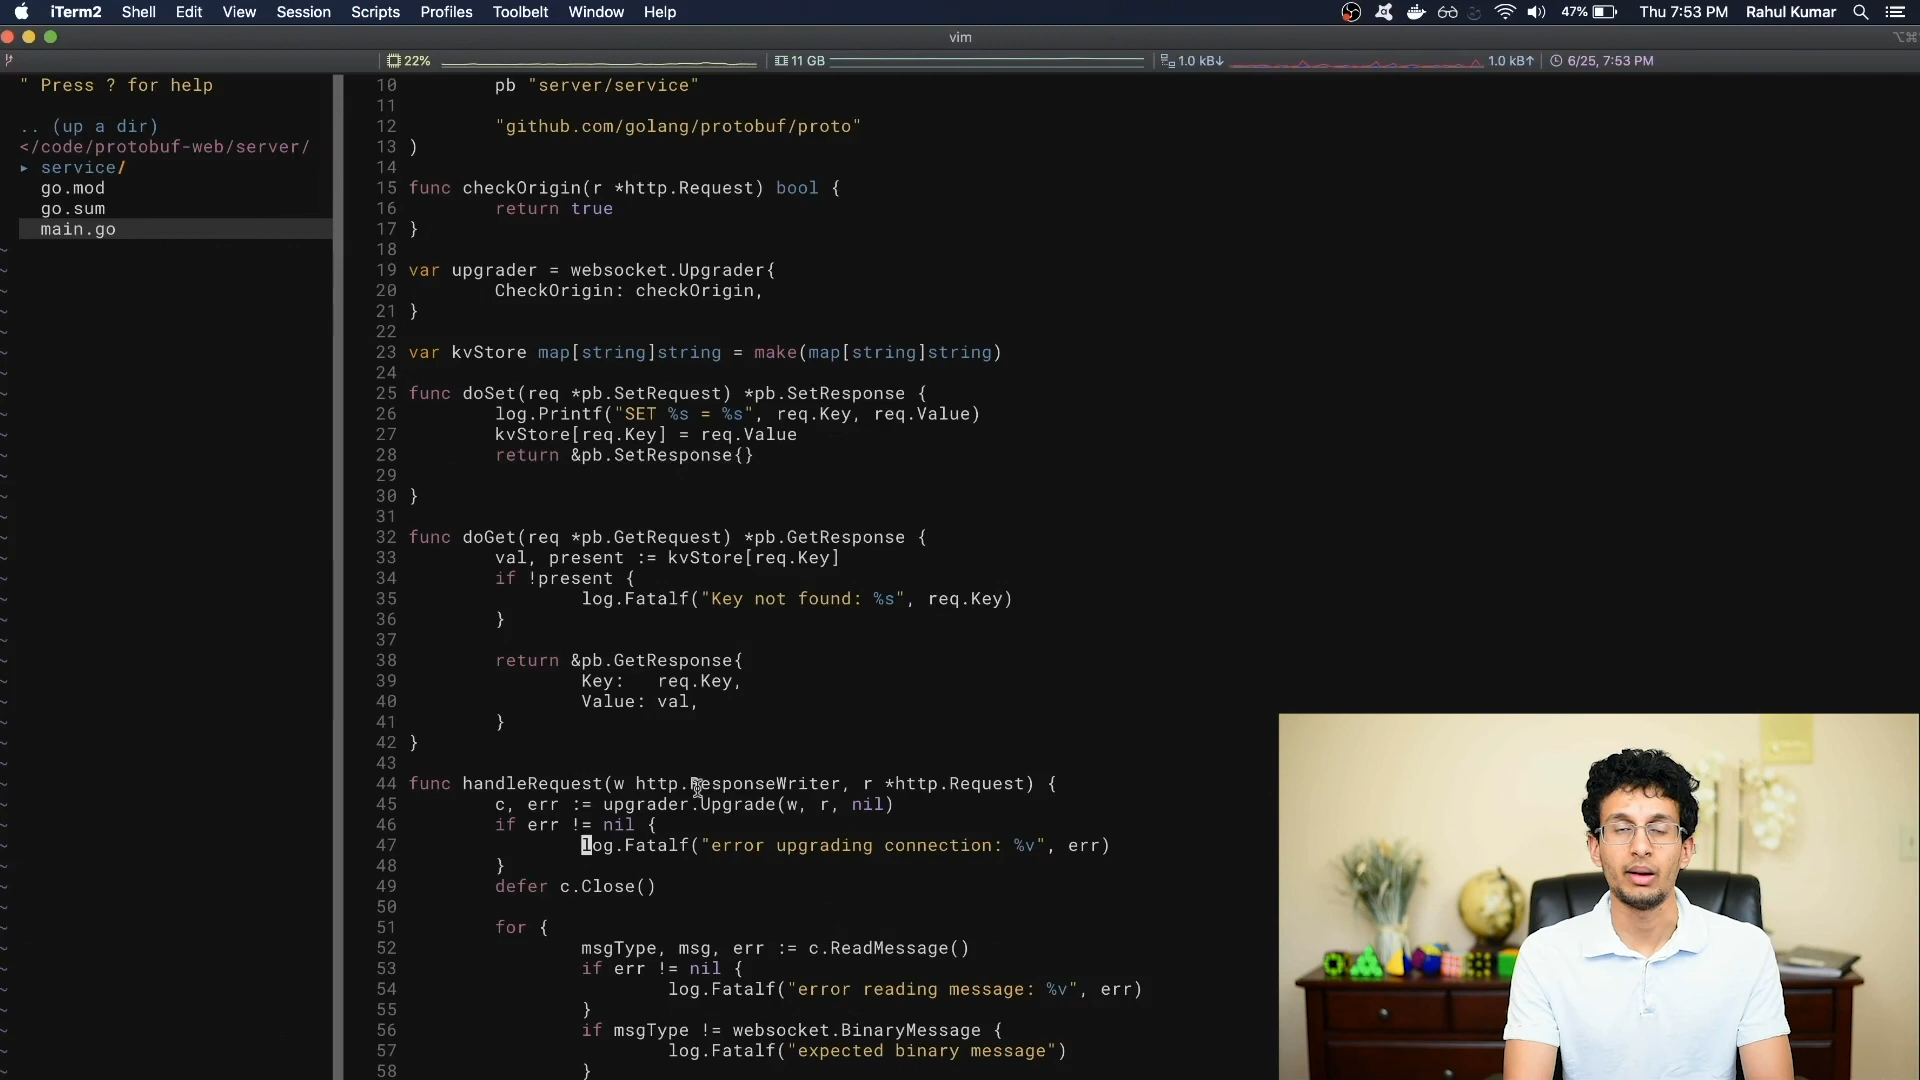 iTerm2 Shell Edit View Session Scripts Profiles Toolbelt Window Help 47% Thu 7:53 PM Rahul Kumar
vim
22% 11 GB 1.0 kB↓ 1.0 kB↑ 6/25, 7:53 PM
" Press ? for help
.. (up a dir)
</code/protobuf-web/server/
▸ service/
go.mod
go.sum
main.go
10 pb "server/service"
11
12 "github.com/golang/protobuf/proto"
13 )
14
15 func checkOrigin(r *http.Request) bool {
16 return true
17 }
18
19 var upgrader = websocket.Upgrader{
20 CheckOrigin: checkOrigin,
21 }
22
23 var kvStore map[string]string = make(map[string]string)
24
25 func doSet(req *pb.SetRequest) *pb.SetResponse {
26 log.Printf("SET %s = %s", req.Key, req.Value)
27 kvStore[req.Key] = req.Value
28 return &pb.SetResponse{}
29
30 }
31
32 func doGet(req *pb.GetRequest) *pb.GetResponse {
33 val, present := kvStore[req.Key]
34 if !present {
35 log.Fatalf("Key not found: %s", req.Key)
36 }
37
38 return &pb.GetResponse{
39 Key: req.Key,
40 Value: val,
41 }
42 }
43
44 func handleRequest(w http.ResponseWriter, r *http.Request) {
45 c, err := upgrader.Upgrade(w, r, nil)
46 if err != nil {
47 log.Fatalf("error upgrading connection: %v", err)
48 }
49 defer c.Close()
50
51 for {
52 msgType, msg, err := c.ReadMessage()
53 if err != nil {
54 log.Fatalf("error reading message: %v", err)
55 }
56 if msgType != websocket.BinaryMessage {
57 log.Fatalf("expected binary message")
58 }